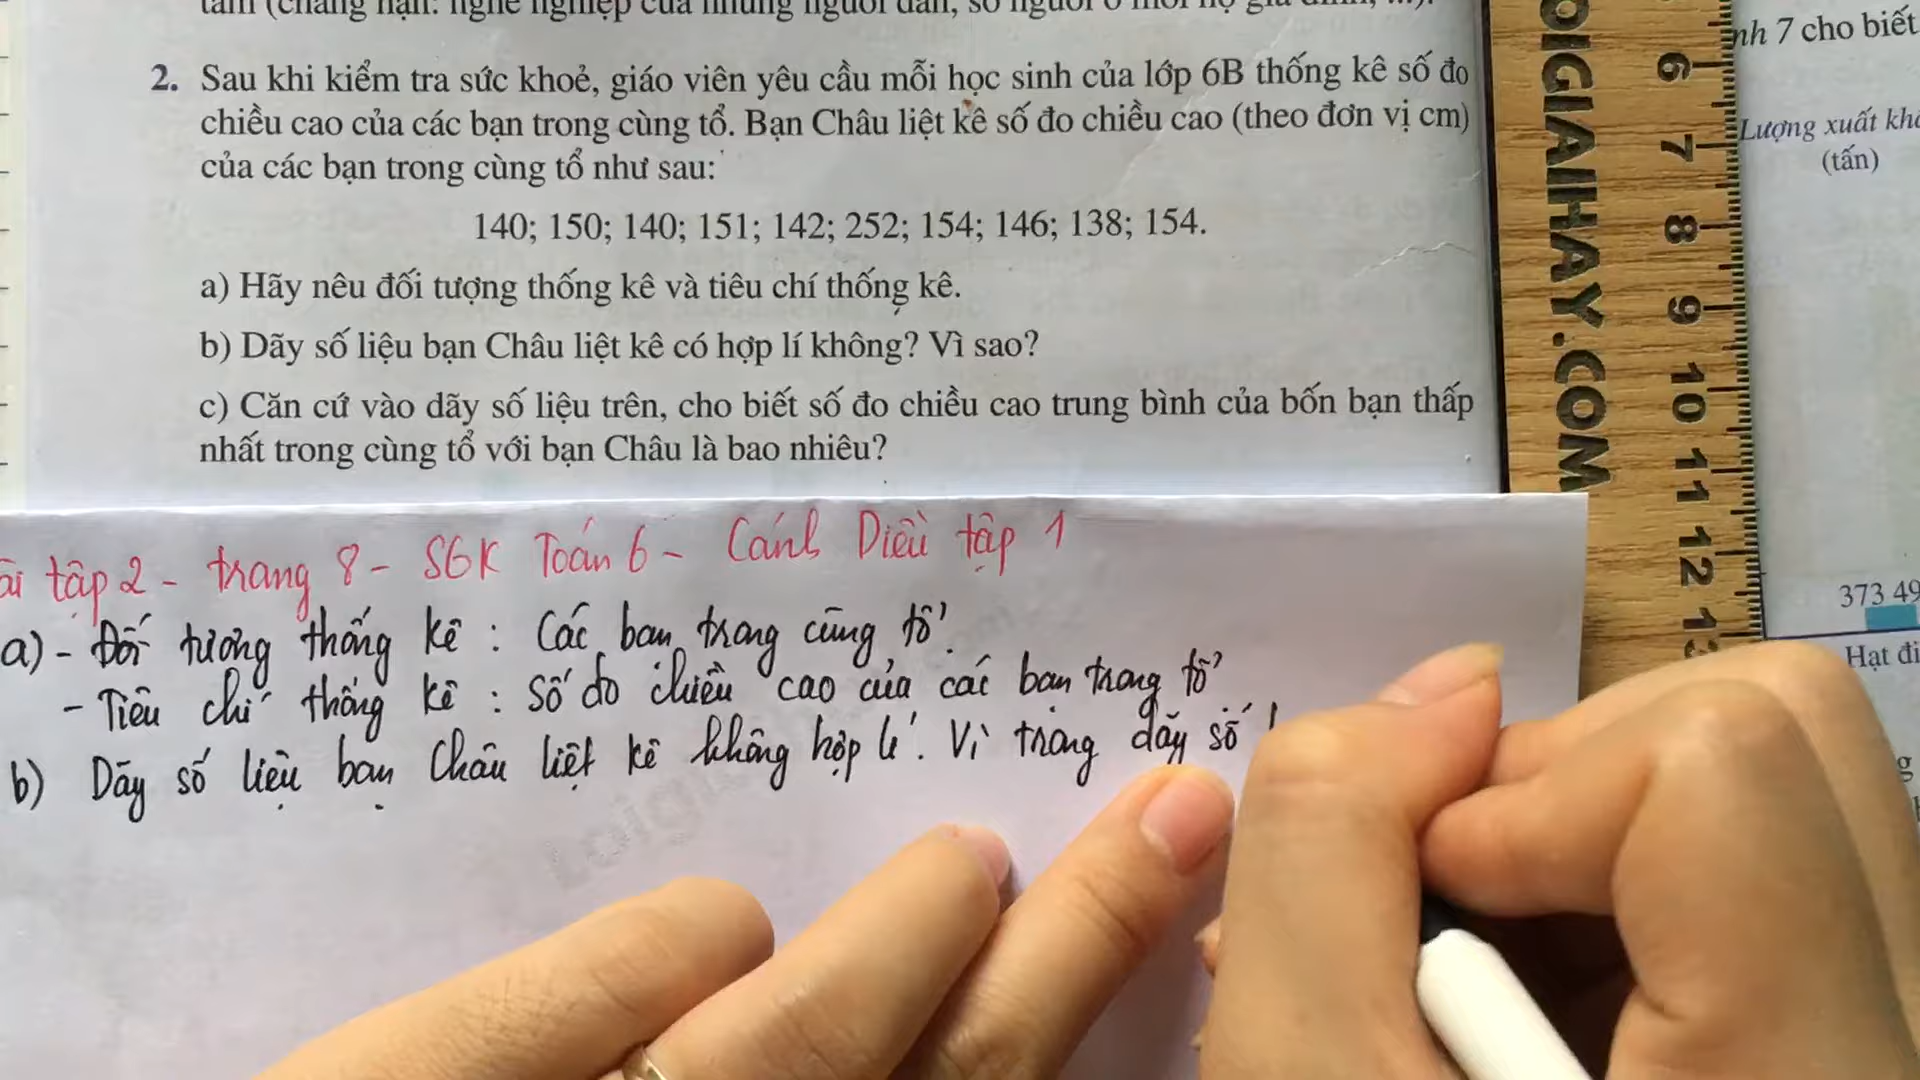 2. Sau khi kiểm tra sức khoẻ, giáo viên yêu cầu mỗi học sinh của lớp 6B thống kê số đo
chiều cao của các bạn trong cùng tổ. Bạn Châu liệt kê số đo chiều cao (theo đơn vị cm)
của các bạn trong cùng tổ như sau:
140; 150; 140; 151; 142; 252; 154; 146; 138; 154.
a) Hãy nêu đối tượng thống kê và tiêu chí thống kê.
b) Dãy số liệu bạn Châu liệt kê có hợp lí không? Vì sao?
c) Căn cứ vào dãy số liệu trên, cho biết số đo chiều cao trung bình của bốn bạn thấp
nhất trong cùng tổ với bạn Châu là bao nhiêu?
tập 2 - trang 8 - SGK Toán 6 - Cánh Diều tập 1
a) - Đối tượng thống kê : Các bạn trong cùng tổ.
- Tiêu chí thống kê : Số đo chiều cao của các bạn trong tổ
b) Dãy số liệu bạn Châu liệt kê không hợp lí. Vì trong dãy số
OIGIAIHAY.COM
6
7
8
9
10
11
12
13
7 cho biết
Lượng xuất
(tấn)
373 49
Hạt